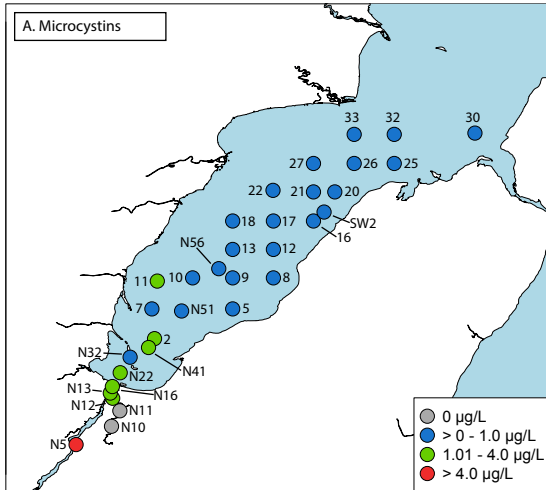 A. Microcystins
33 32 30
27 26 25
22 21 20
SW2
18 17 16
N56 13 12
11 10 9 8
7 N51 5
2
N32 N41
N22
N13 N16
N12 N11
N10
N5
0 µg/L
> 0 - 1.0 µg/L
1.01 - 4.0 µg/L
> 4.0 µg/L